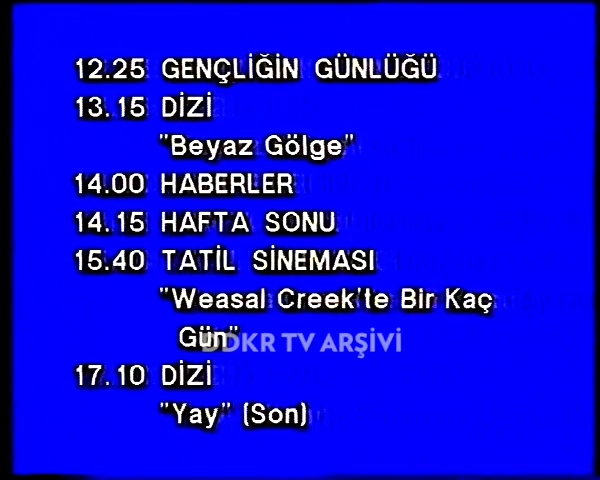 12.25 GENÇLİĞİN GÜNLÜĞÜ
13.15 DİZİ
"Beyaz Gölge"
14.00 HABERLER
14.15 HAFTA SONU
15.40 TATİL SİNEMASI
"Weasal Creek'te Bir Kaç
Gün"
DKR TV ARŞİVİ
17.10 DİZİ
"Yay" (Son)